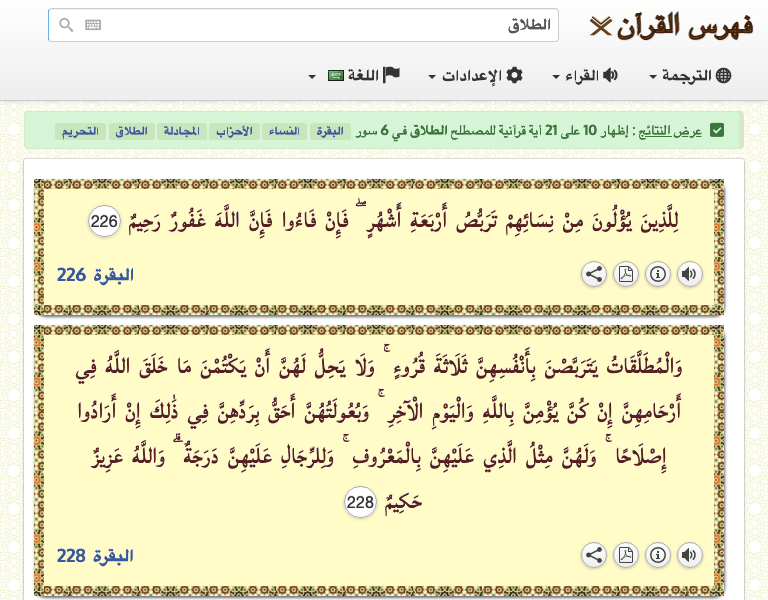 فهرس القرآن
الطلاق
الترجمة
القراء
الإعدادات
اللغة
عرض النتائج : إظهار 10 على 21 آية قرآنية للمصطلح الطلاق في 6 سور البقرة النساء الأحزاب المجادلة الطلاق التحريم
لِلَّذِينَ يُؤْلُونَ مِنْ نِسَائِهِمْ تَرَبُّصُ أَرْبَعَةِ أَشْهُرٍ ۖ فَإِنْ فَاءُوا فَإِنَّ اللَّهَ غَفُورٌ رَحِيمٌ 226
البقرة 226
وَالْمُطَلَّقَاتُ يَتَرَبَّصْنَ بِأَنْفُسِهِنَّ ثَلَاثَةَ قُرُوءٍ ۚ وَلَا يَحِلُّ لَهُنَّ أَنْ يَكْتُمْنَ مَا خَلَقَ اللَّهُ فِي
أَرْحَامِهِنَّ إِنْ كُنَّ يُؤْمِنَّ بِاللَّهِ وَالْيَوْمِ الْآخِرِ ۚ وَبُعُولَتُهُنَّ أَحَقُّ بِرَدِّهِنَّ فِي ذَٰلِكَ إِنْ أَرَادُوا
إِصْلَاحًا ۚ وَلَهُنَّ مِثْلُ الَّذِي عَلَيْهِنَّ بِالْمَعْرُوفِ ۚ وَلِلرِّجَالِ عَلَيْهِنَّ دَرَجَةٌ ۗ وَاللَّهُ عَزِيزٌ
حَكِيمٌ 228
البقرة 228